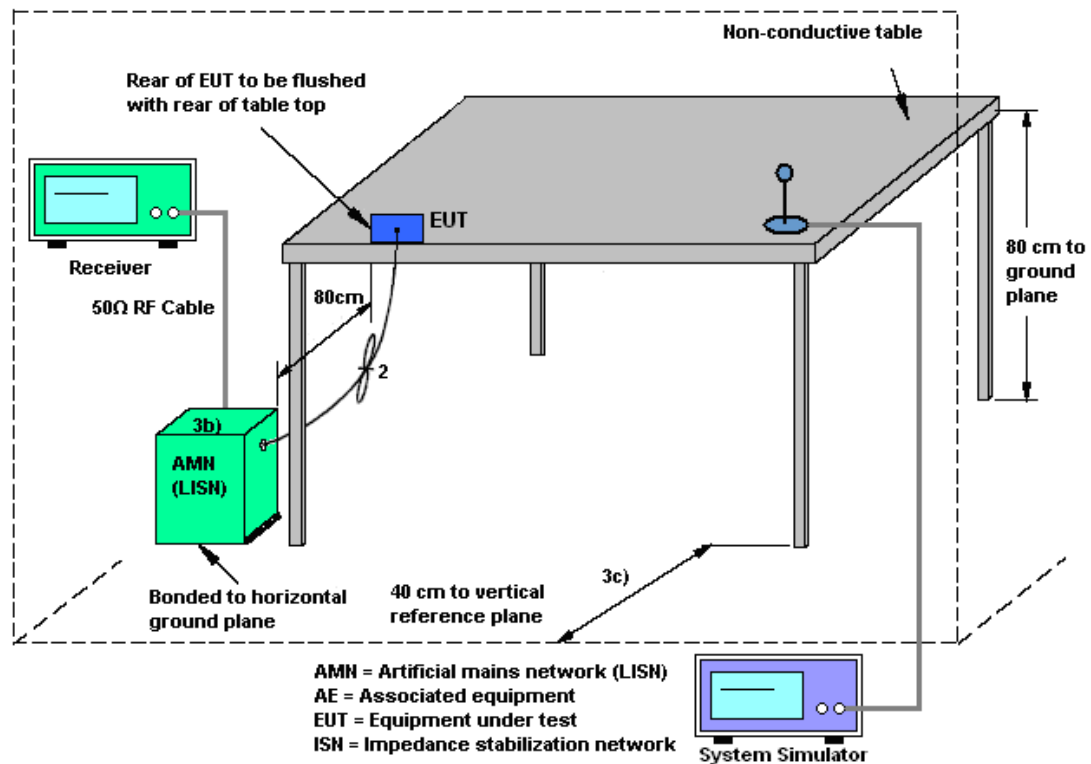 Non-conductive table
Rear of EUT to be flushed
with rear of table top
EUT
Receiver
80 cm to
ground
plane
80cm
50Ω RF Cable
2
3b)
AMN
(LISN)
3c)
Bonded to horizontal
ground plane
40 cm to vertical
reference plane
AMN = Artificial mains network (LISN)
AE = Associated equipment
EUT = Equipment under test
ISN = Impedance stabilization network
System Simulator